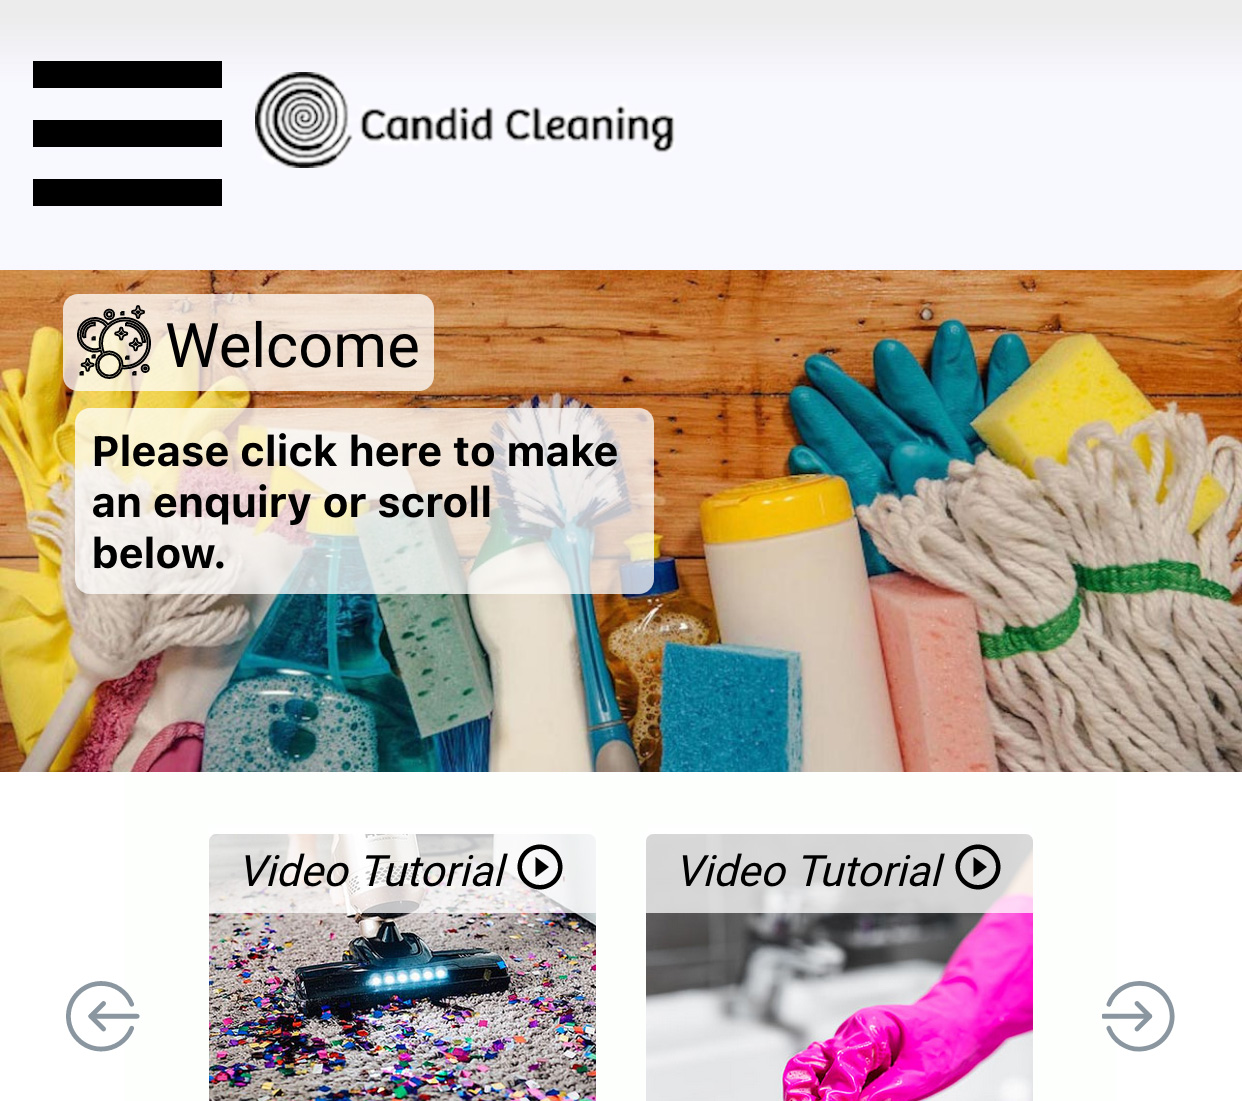 Candid Cleaning
Welcome
Please click here to make
an enquiry or scroll
below.
Video Tutorial
Video Tutorial